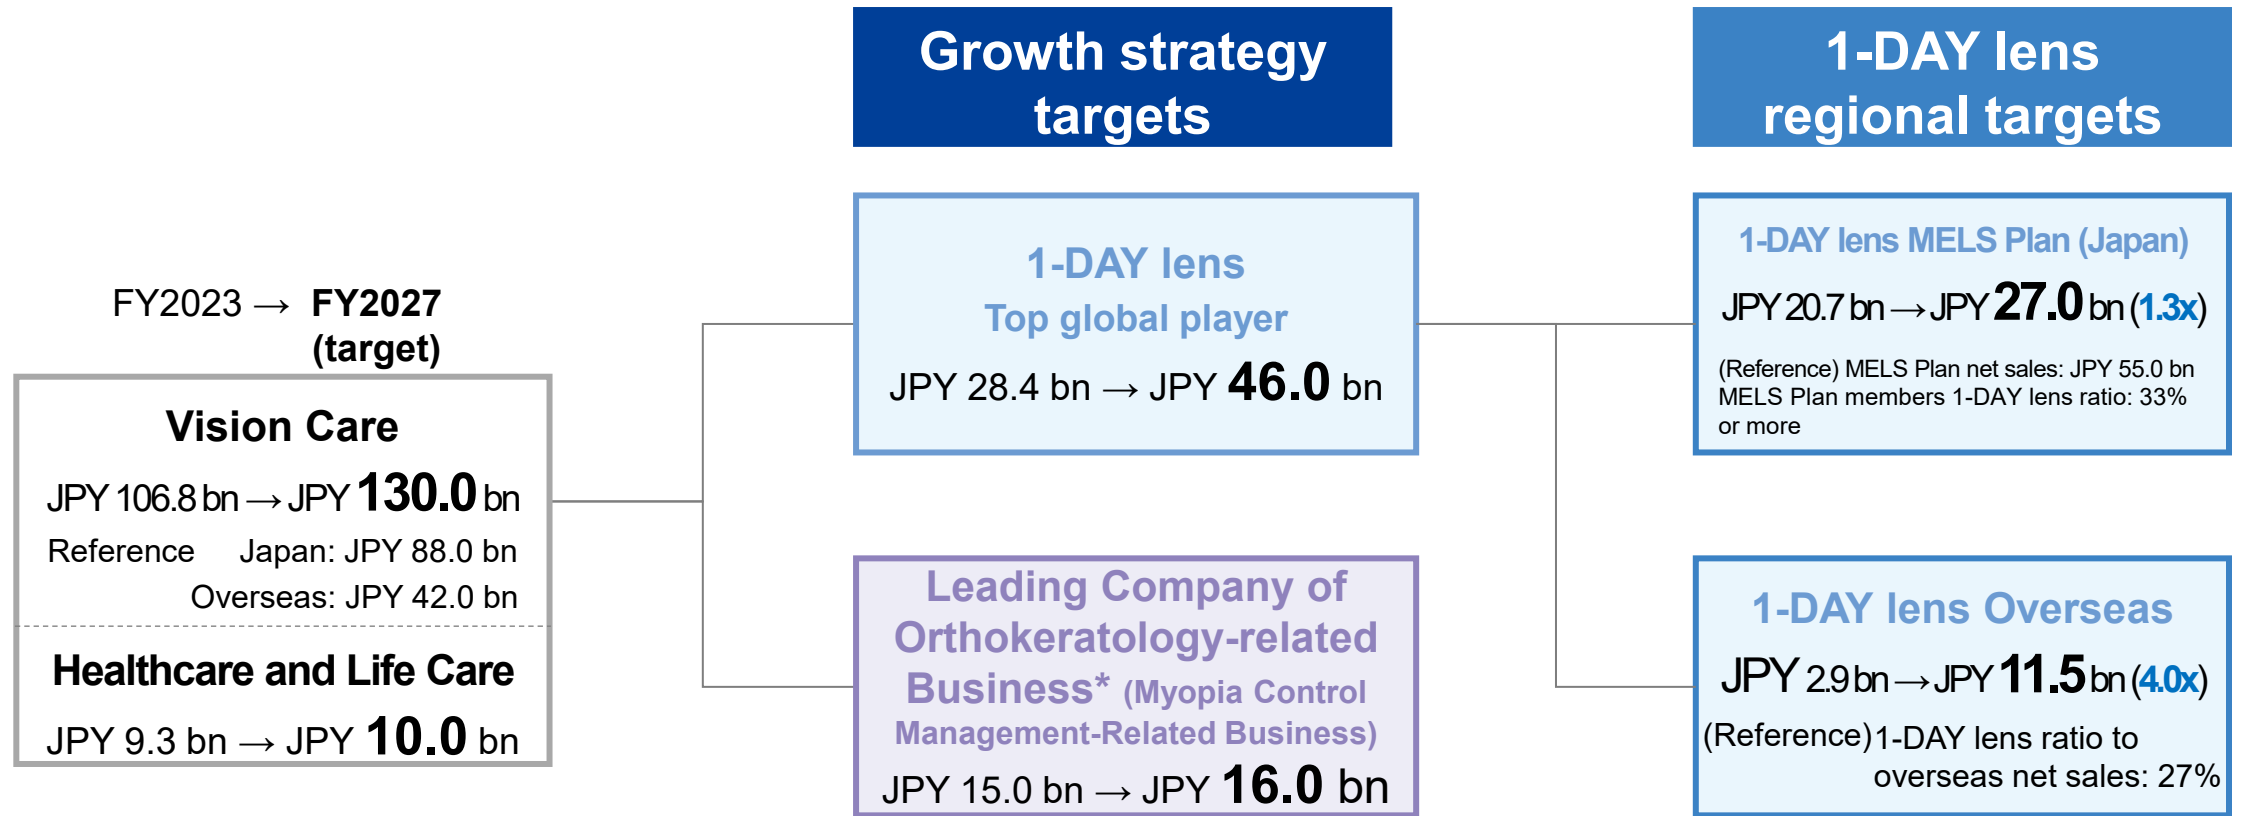 Growth strategy
targets
1-DAY lens
regional targets
FY2023 → FY2027
(target)
Vision Care
JPY 106.8 bn → JPY 130.0 bn
Reference Japan: JPY 88.0 bn
Overseas: JPY 42.0 bn
Healthcare and Life Care
JPY 9.3 bn → JPY 10.0 bn
1-DAY lens
Top global player
JPY 28.4 bn → JPY 46.0 bn
Leading Company of
Orthokeratology-related
Business* (Myopia Control
Management-Related Business)
JPY 15.0 bn → JPY 16.0 bn
1-DAY lens MELS Plan (Japan)
JPY 20.7 bn → JPY 27.0 bn (1.3x)
(Reference) MELS Plan net sales: JPY 55.0 bn
MELS Plan members 1-DAY lens ratio: 33%
or more
1-DAY lens Overseas
JPY 2.9 bn → JPY 11.5 bn (4.0x)
(Reference) 1-DAY lens ratio to
overseas net sales: 27%